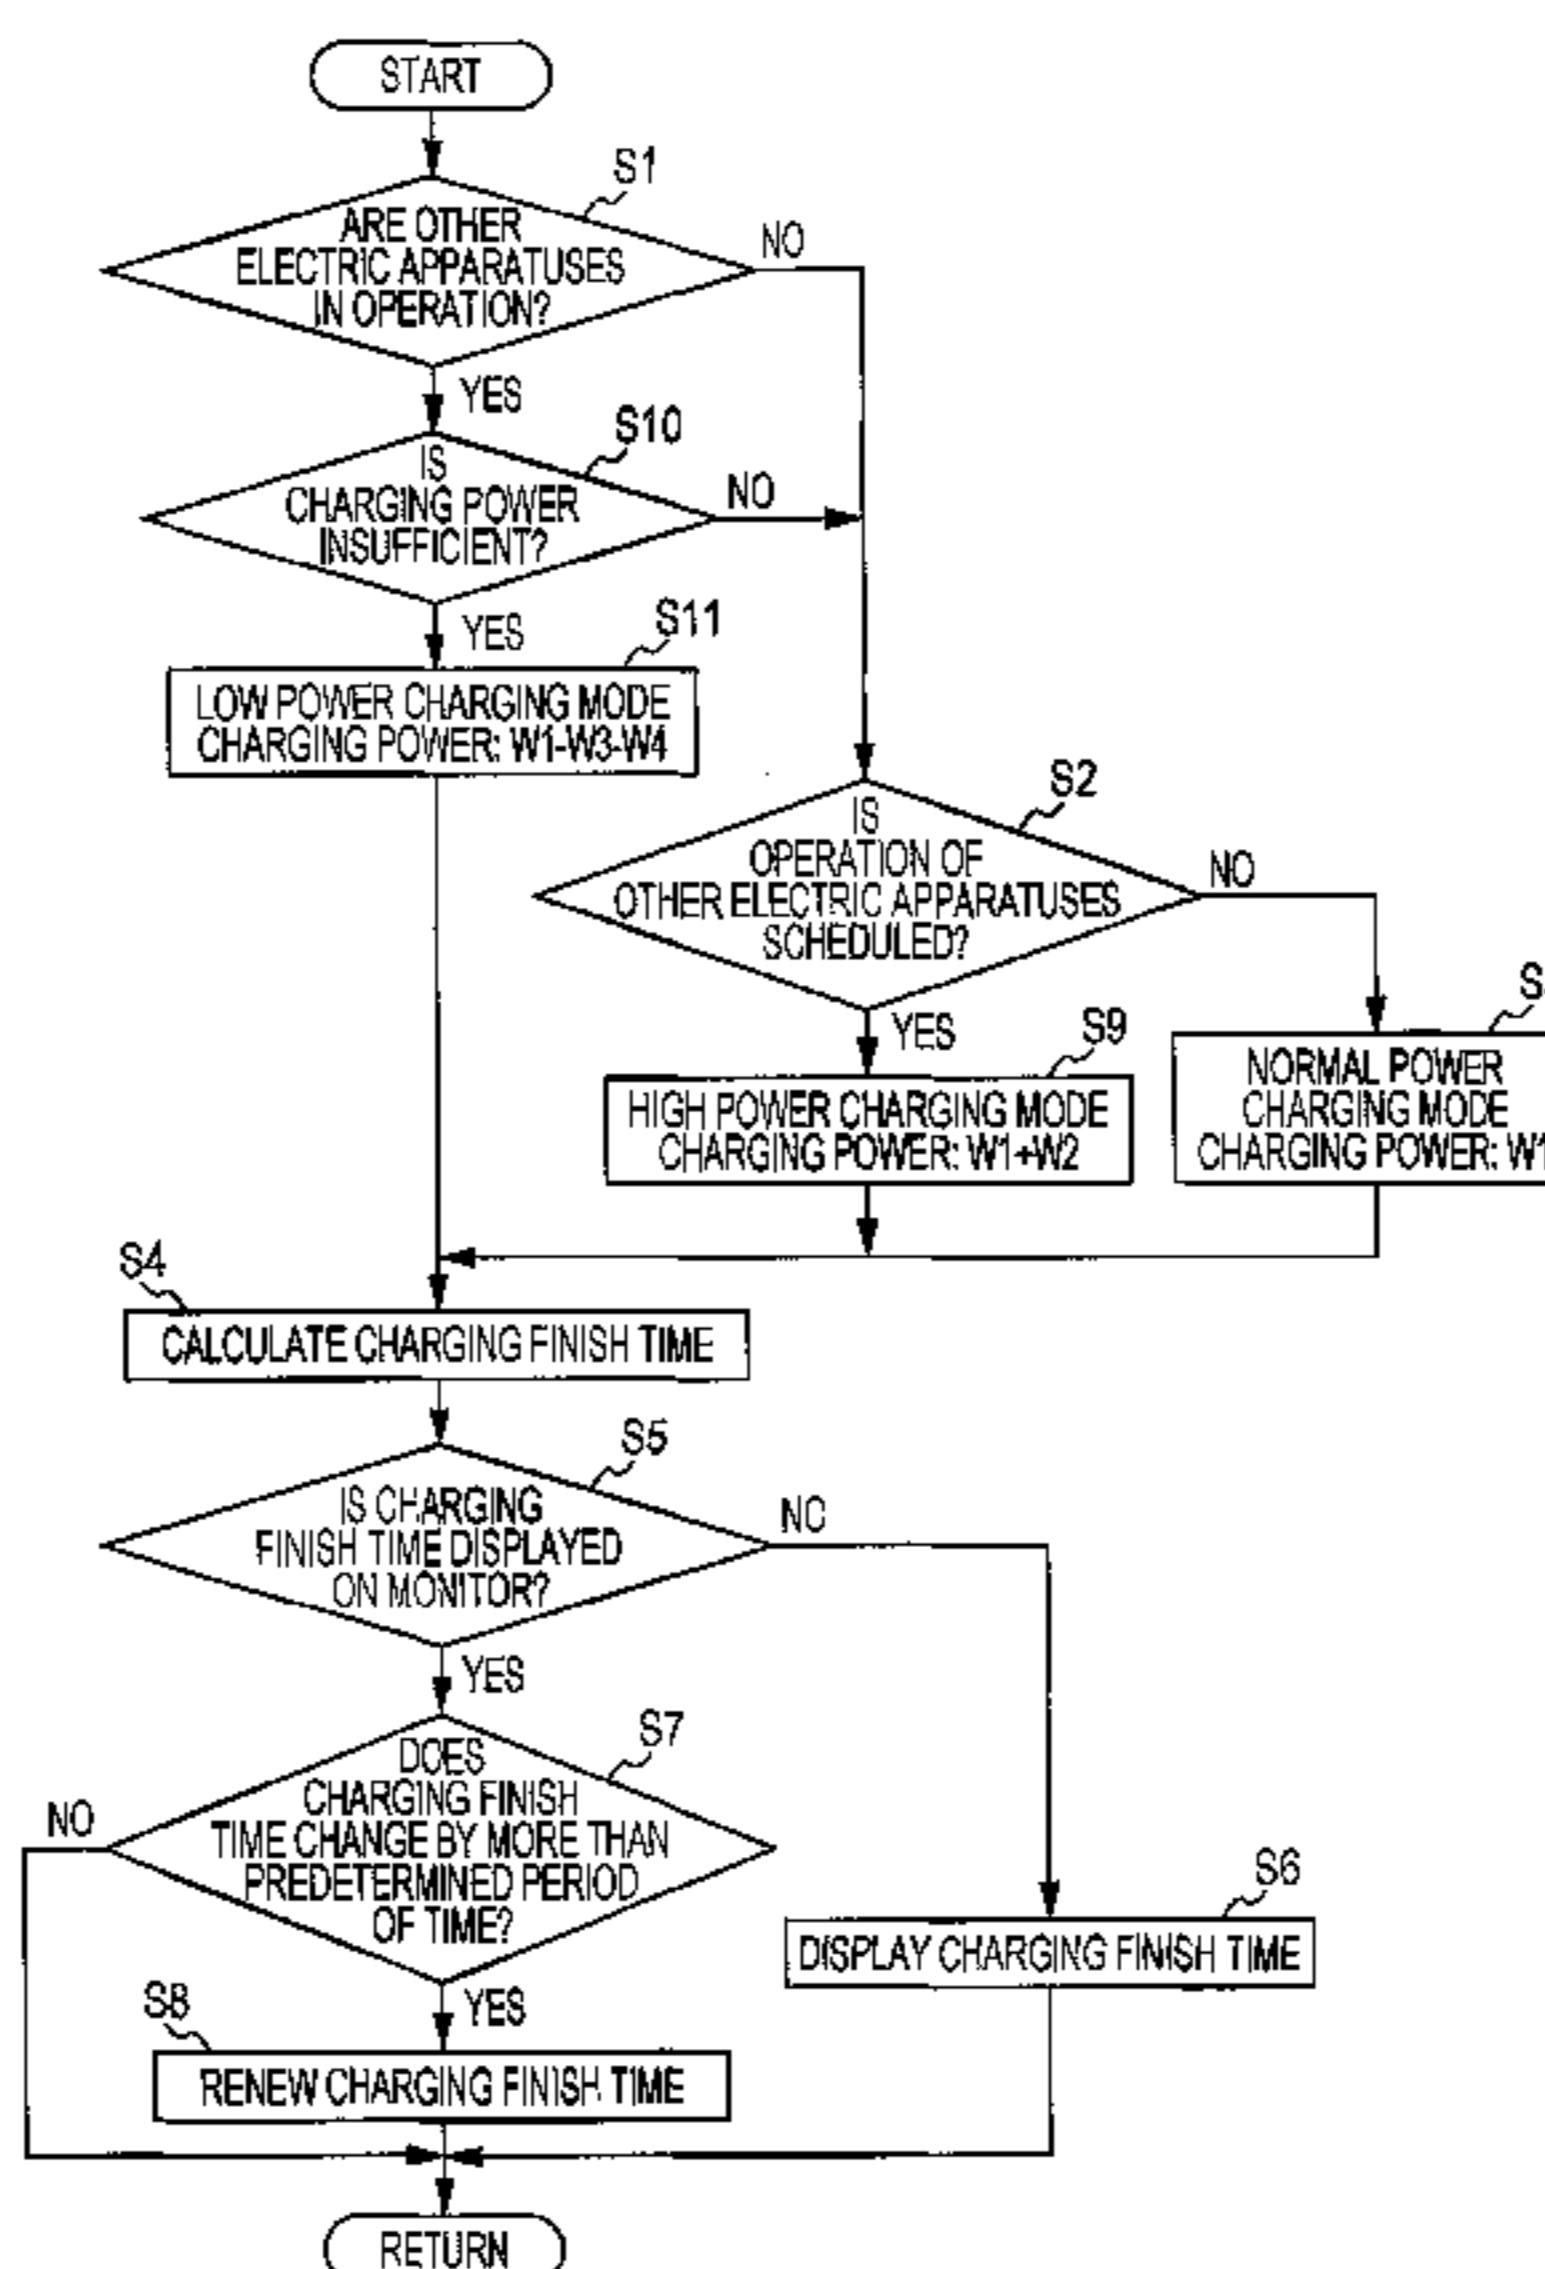 START
S1
ARE OTHER
ELECTRIC APPARATUSES
IN OPERATION?
NO
YES
S10
IS
CHARGING POWER
INSUFFICIENT?
NO
YES
S11
LOW POWER CHARGING MODE
CHARGING POWER: W1-W3-W4
S2
IS
OPERATION OF
OTHER ELECTRIC APPARATUSES
SCHEDULED?
NO
YES
S9
HIGH POWER CHARGING MODE
CHARGING POWER: W1+W2
S
NORMAL POWER
CHARGING MODE
CHARGING POWER: W1
S4
CALCULATE CHARGING FINISH TIME
S5
IS CHARGING
FINISH TIME DISPLAYED
ON MONITOR?
NO
YES
S7
DOES
CHARGING FINISH
TIME CHANGE BY MORE THAN
PREDETERMINED PERIOD
OF TIME?
NO
YES
S6
DISPLAY CHARGING FINISH TIME
S8
RENEW CHARGING FINISH TIME
RETURN